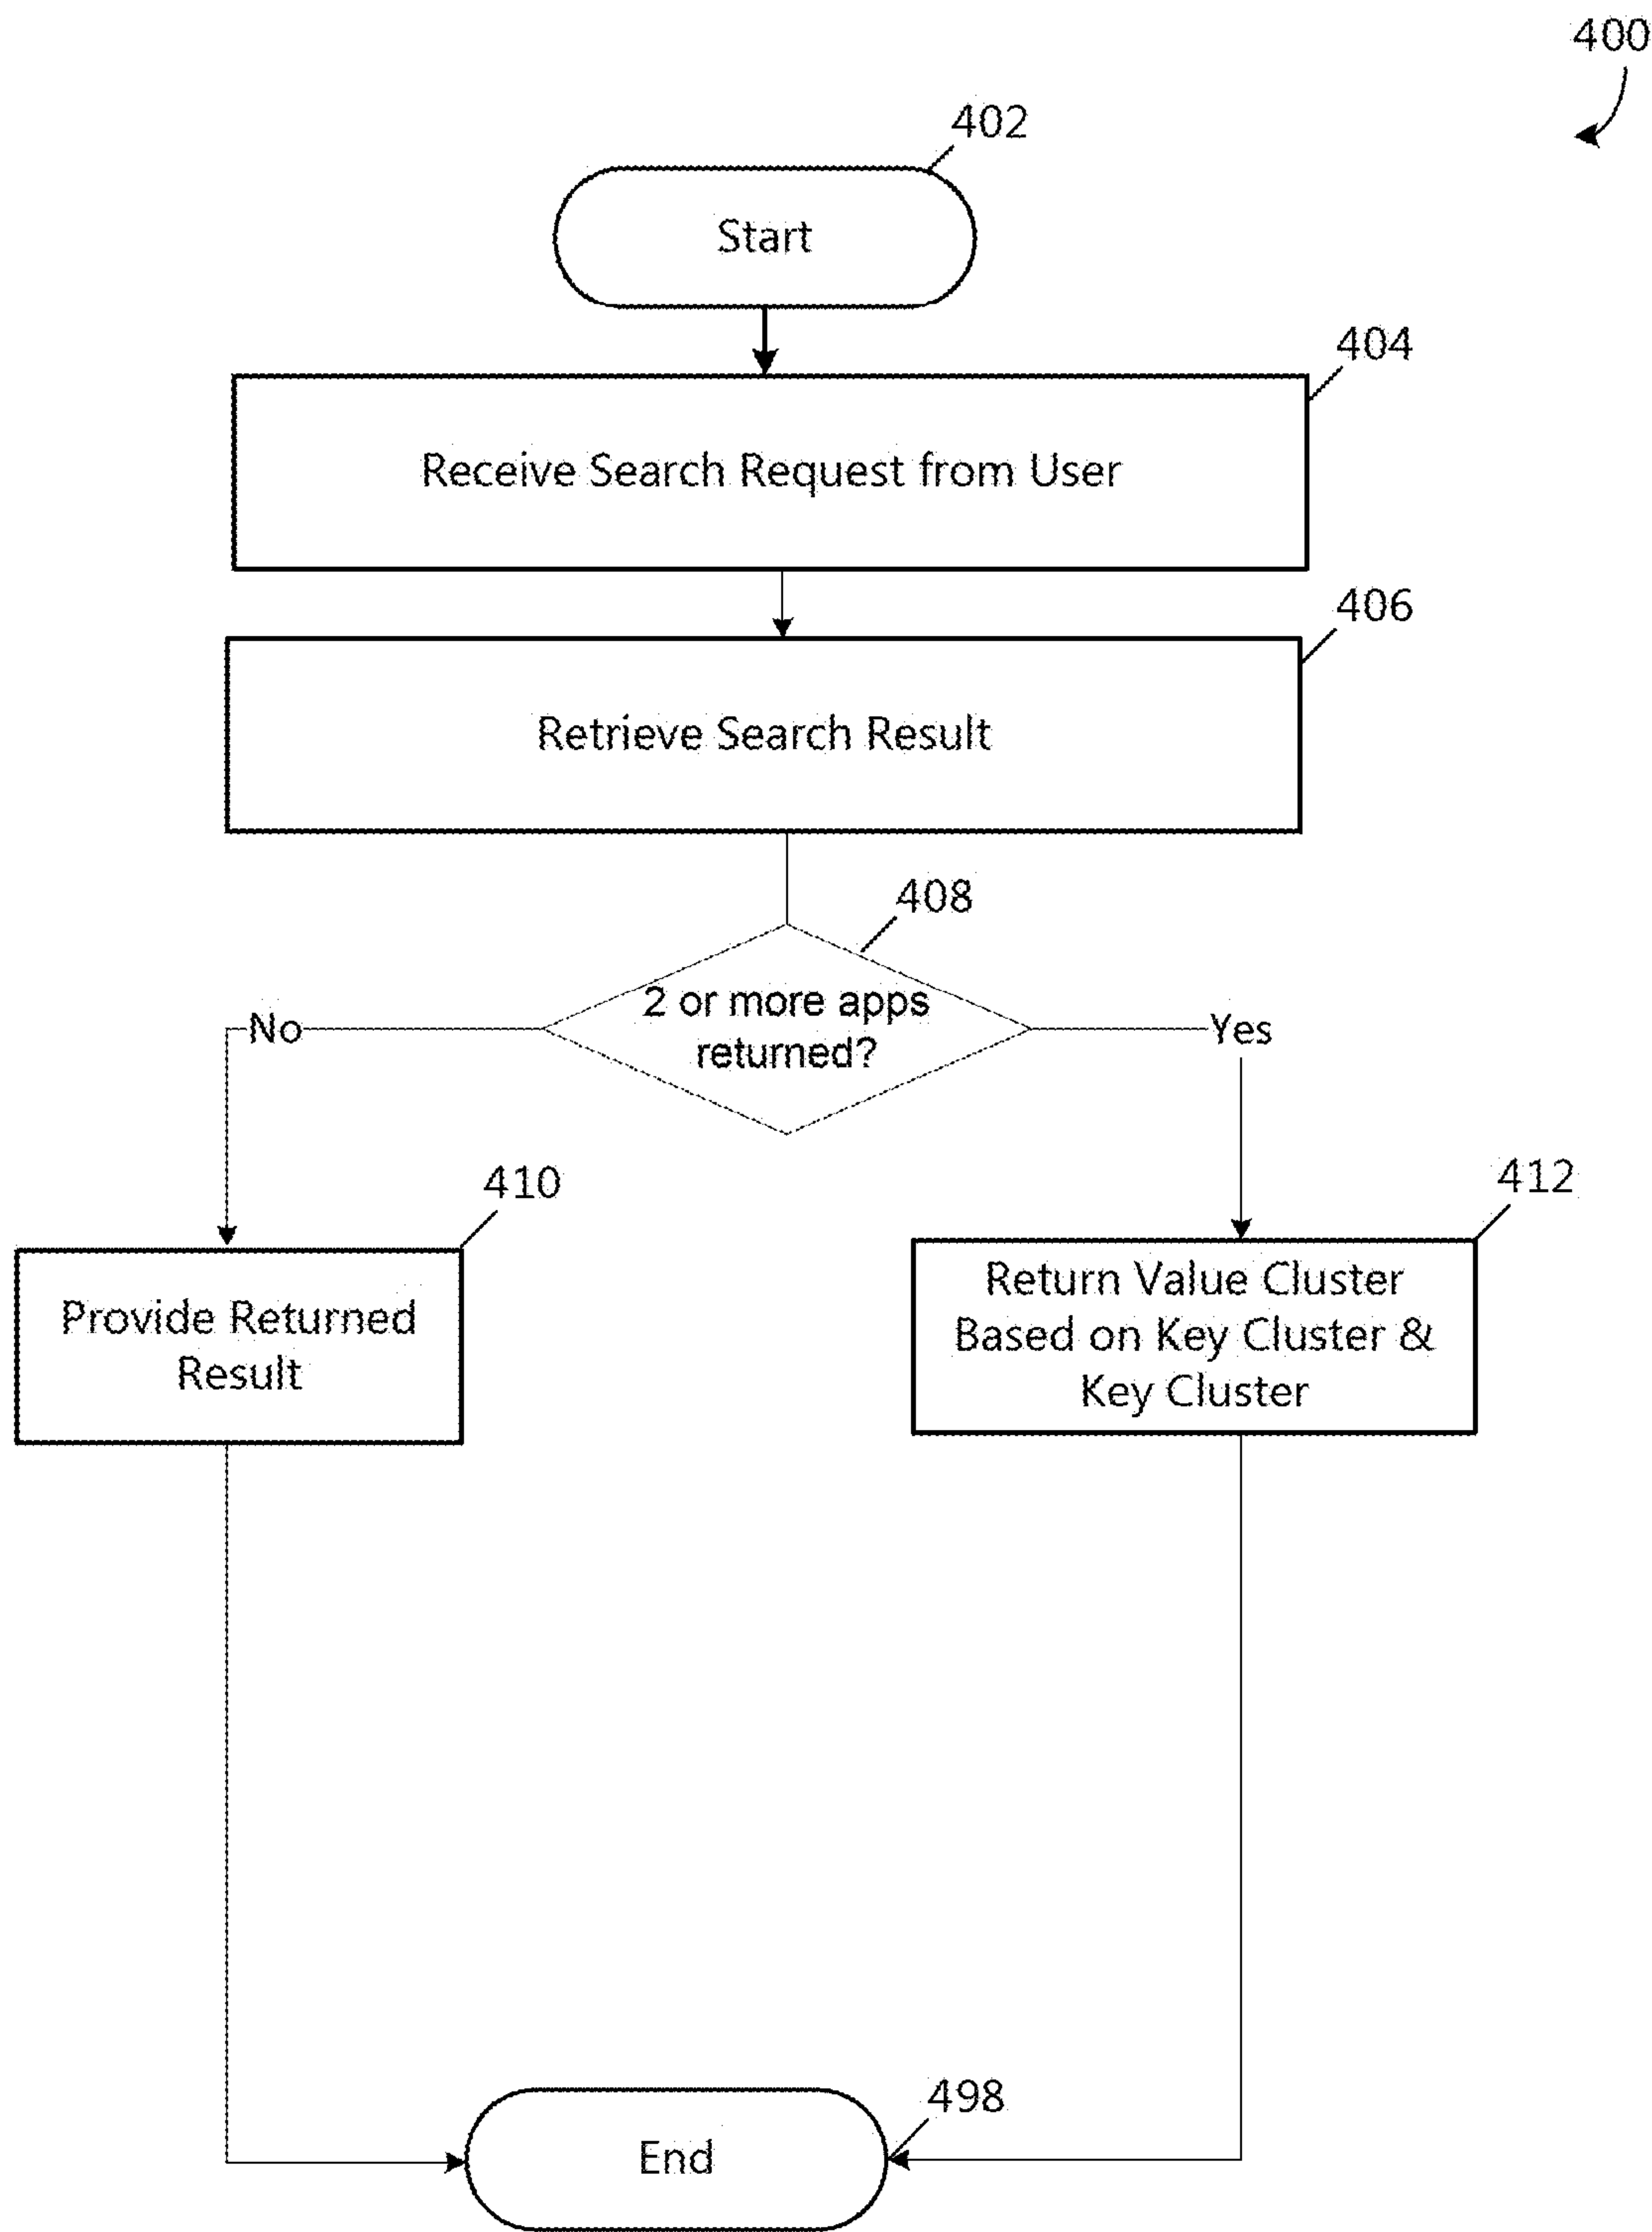 400
402
Start
404
Receive Search Request from User
406
Retrieve Search Result
408
2 or more apps
returned?
No
Yes
410
Provide Returned
Result
412
Return Value Cluster
Based on Key Cluster &
Key Cluster
498
End